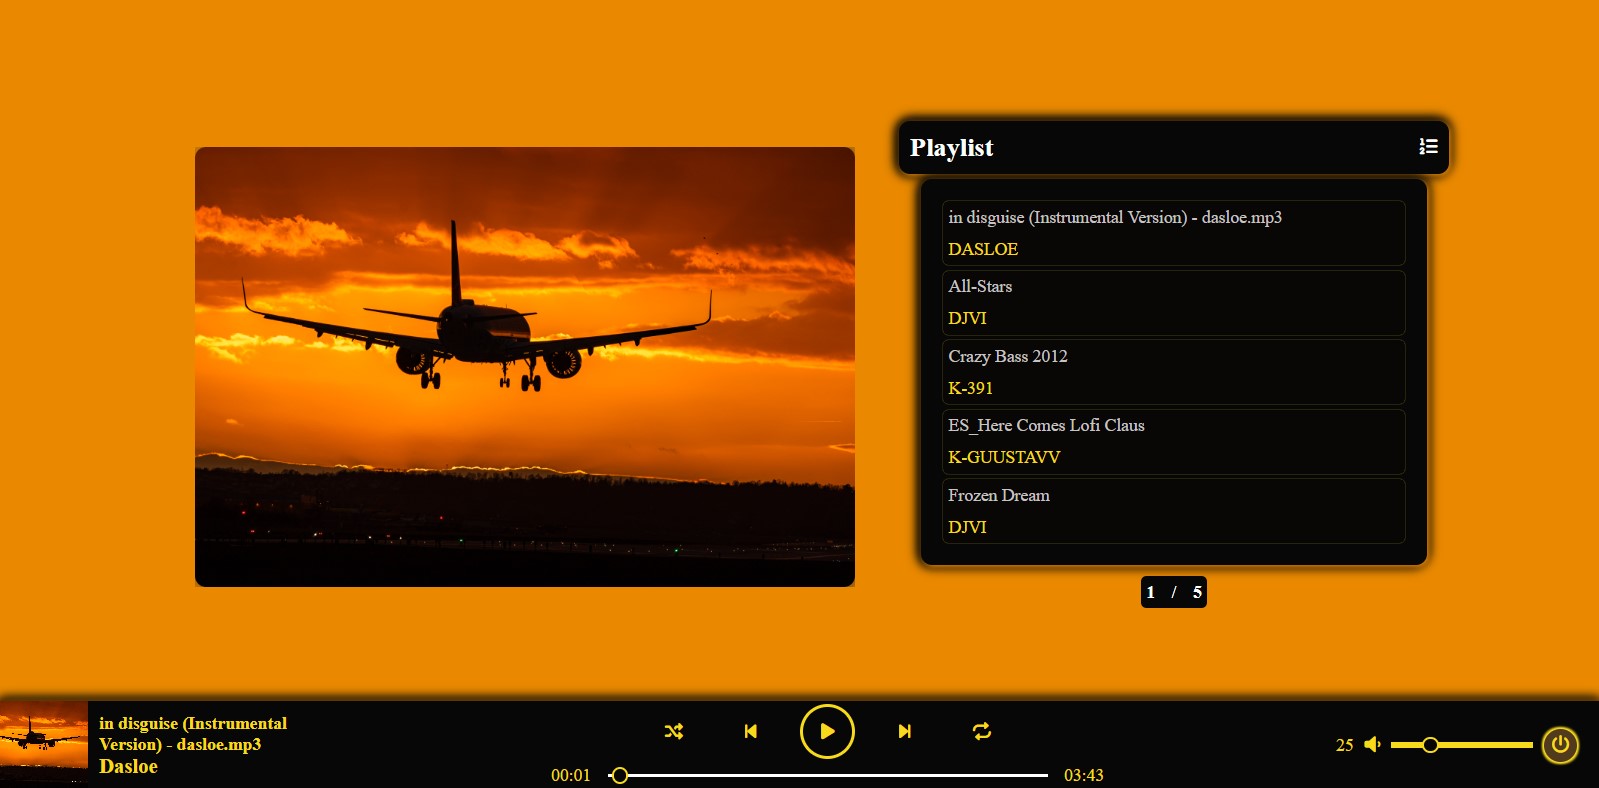 Playlist
in disguise (Instrumental Version) - dasloe.mp3
DASLOE
All-Stars
DJVI
Crazy Bass 2012
K-391
ES_Here Comes Lofi Claus
K-GUUSTAVV
Frozen Dream
DJVI
1 / 5
in disguise (Instrumental
Version) - dasloe.mp3
Dasloe
00:01
03:43
25